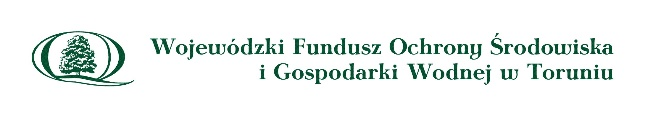 Wojewódzki Fundusz Ochrony Środowiska
i Gospodarki Wodnej w Toruniu